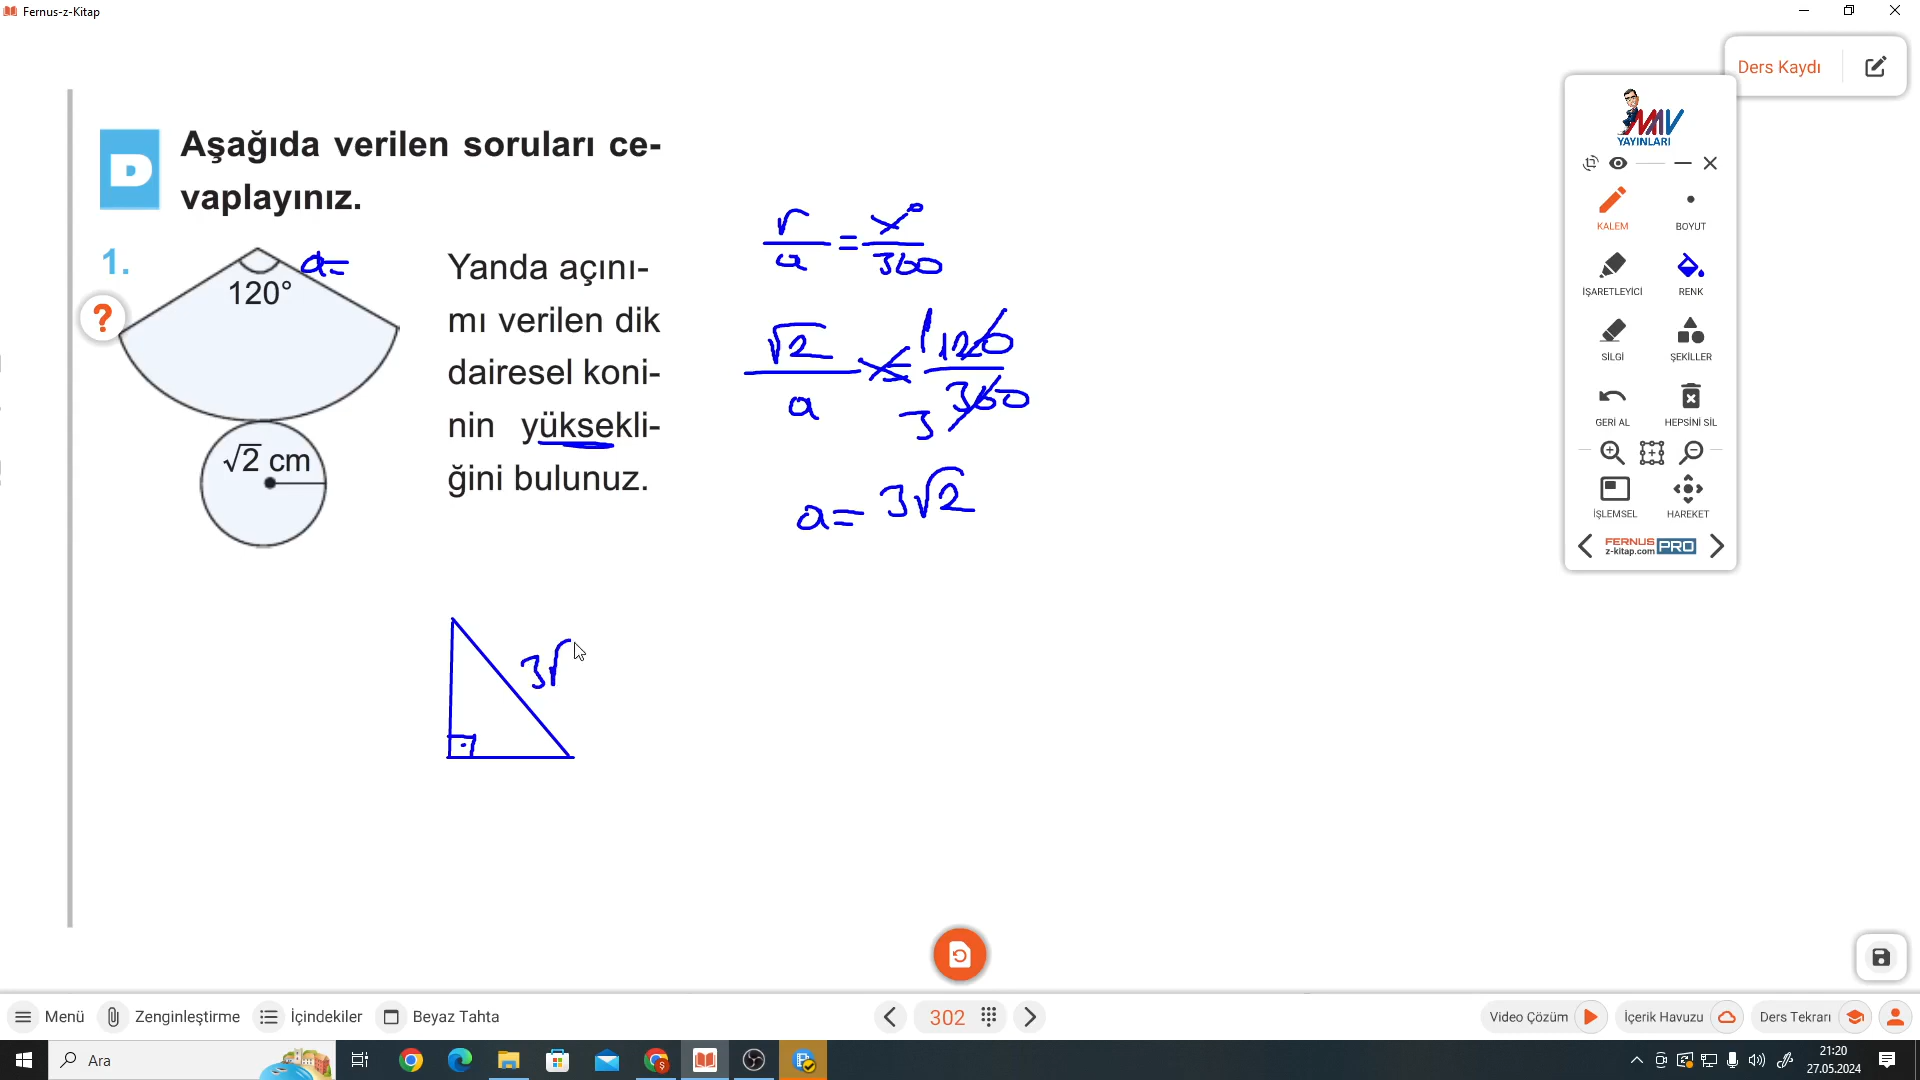 Fernus-z-Kitap
Ders Kaydı
D
Aşağıda verilen soruları ce-
vaplayınız.
1.
a=
120°
?
√2 cm
Yanda açını-
mı verilen dik
dairesel koni-
nin yüksekli-
ğini bulunuz.
r/a = x°/360
√2/a = 120/360
1
3
a= 3√2
3√
MAV
YAYINLARI
KALEM
BOYUT
İŞARETLEYİCİ
RENK
SİLGİ
ŞEKİLLER
GERİ AL
HEPSİNİ SİL
İŞLEMSEL
HAREKET
FERNUS
z-kitap.com PRO
Menü
Zenginleştirme
İçindekiler
Beyaz Tahta
302
Video Çözüm
İçerik Havuzu
Ders Tekrarı
Ara
21:20
27.05.2024